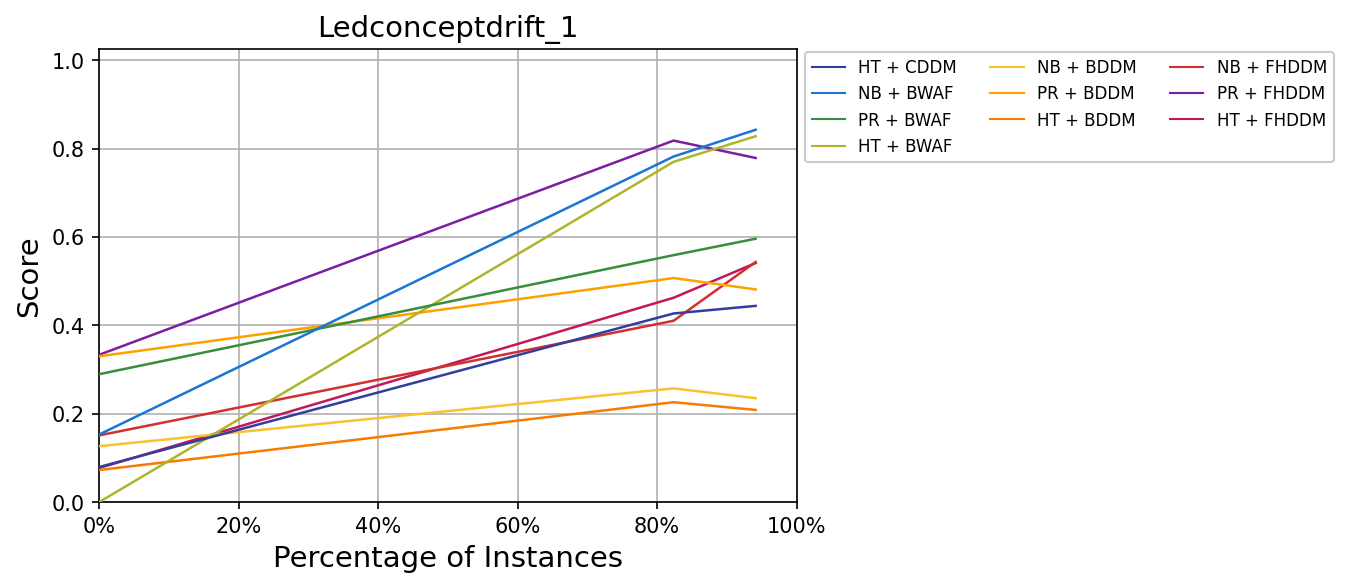 Ledconceptdrift_1
1.0
0.8
0.6
0.4
0.2
0.0
Score
0% 20% 40% 60% 80% 100%
Percentage of Instances
HT + CDDM NB + BDDM NB + FHDDM
NB + BWAF PR + BDDM PR + FHDDM
PR + BWAF HT + BDDM HT + FHDDM
HT + BWAF